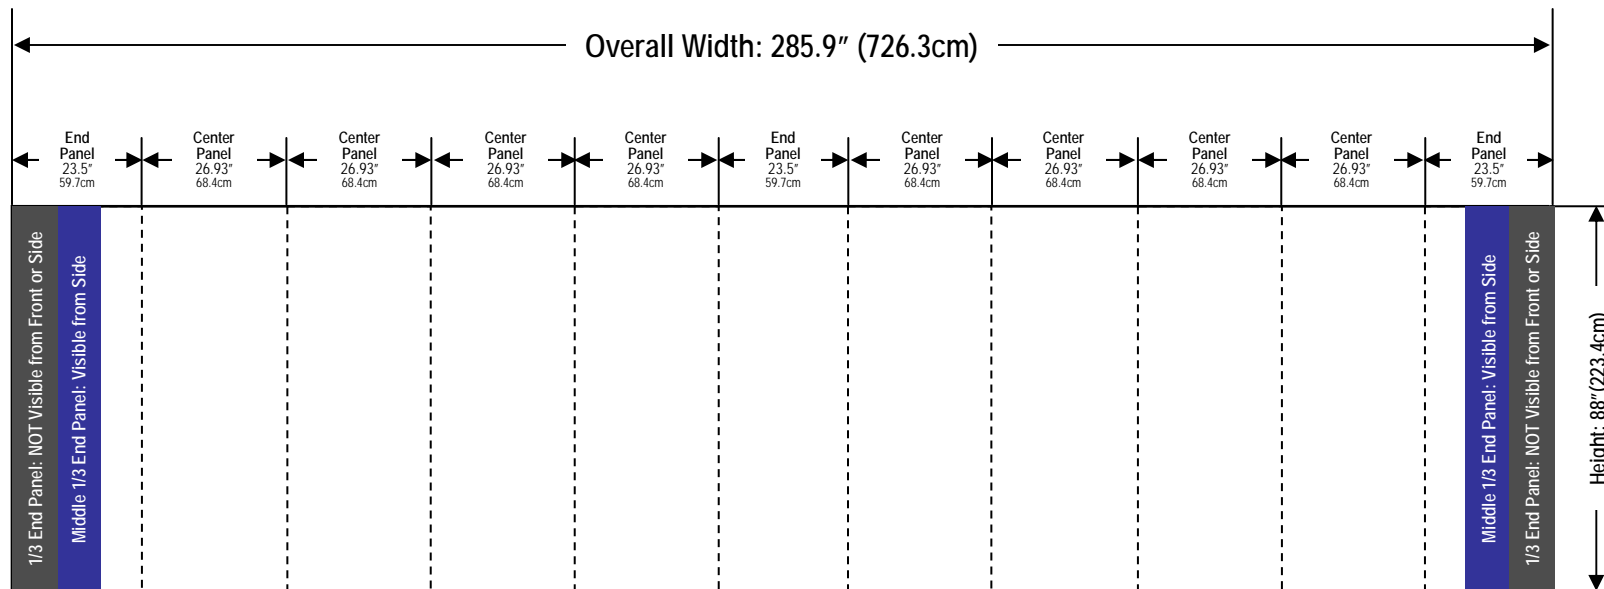 Overall Width: 285.9" (726.3cm)
End
Panel
23.5"
59.7cm
Center
Panel
26.93"
68.4cm
Center
Panel
26.93"
68.4cm
Center
Panel
26.93"
68.4cm
Center
Panel
26.93"
68.4cm
End
Panel
23.5"
59.7cm
Center
Panel
26.93"
68.4cm
Center
Panel
26.93"
68.4cm
Center
Panel
26.93"
68.4cm
Center
Panel
26.93"
68.4cm
End
Panel
23.5"
59.7cm
1/3 End Panel: NOT Visible from Front or Side
Middle 1/3 End Panel: Visible from Side
Middle 1/3 End Panel: Visible from Side
1/3 End Panel: NOT Visible from Front or Side
Height: 88"(223.4cm)